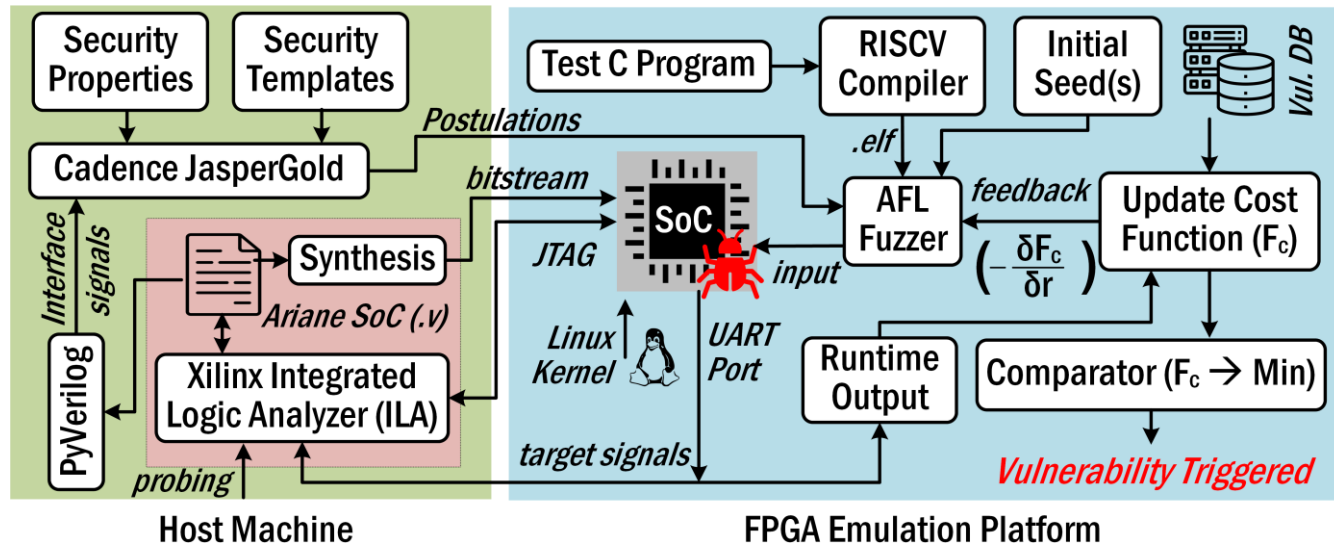 Security
Properties
Security
Templates
Cadence JasperGold
Interface
signals
PyVerilog
Synthesis
Ariane SoC (.v)
Xilinx Integrated
Logic Analyzer (ILA)
probing
Host Machine
Postulations
bitstream
JTAG
Test C Program
RISCV
Compiler
Initial
Seed(s)
Vul. DB
.elf
SoC
AFL
Fuzzer
input
feedback
(- δFc/δr)
Update Cost
Function (Fc)
Linux
Kernel
UART
Port
target signals
Runtime
Output
Comparator (Fc → Min)
Vulnerability Triggered
FPGA Emulation Platform